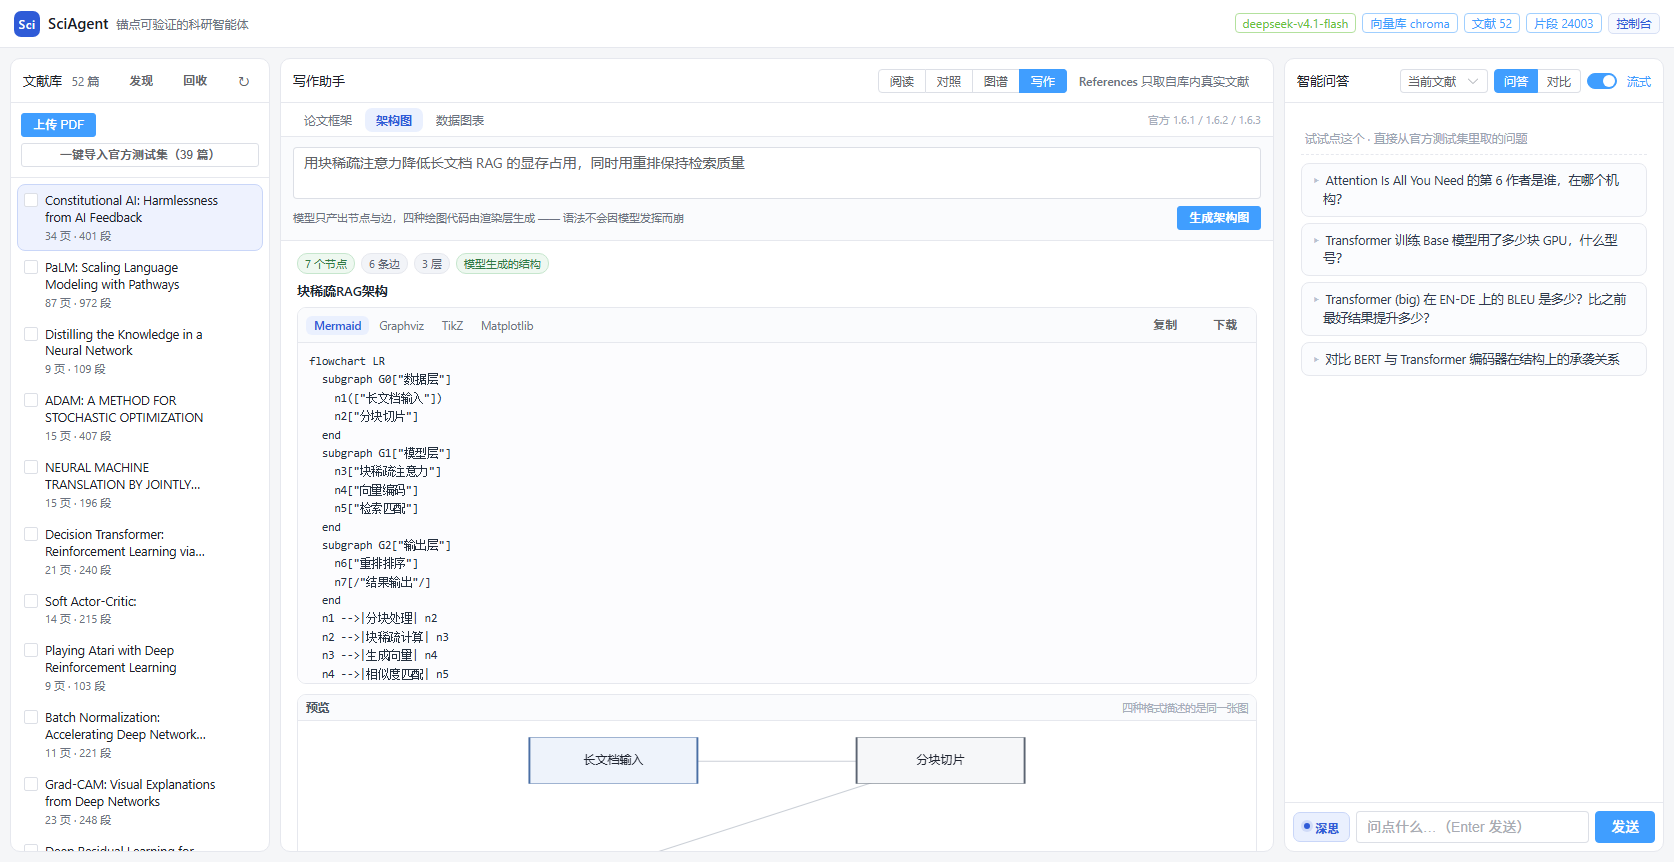 Sci SciAgent 锚点可验证的科研智能体
deepseek-v4.1-flash 向量库 chroma 文献 52 片段 24003 控制台
文献库 52 篇 发现 回收 ↻
上传 PDF
一键导入官方测试集（39 篇）
Constitutional AI: Harmlessness
from AI Feedback
34 页 · 401 段
PaLM: Scaling Language
Modeling with Pathways
87 页 · 972 段
Distilling the Knowledge in a
Neural Network
9 页 · 109 段
ADAM: A METHOD FOR
STOCHASTIC OPTIMIZATION
15 页 · 407 段
NEURAL MACHINE
TRANSLATION BY JOINTLY...
15 页 · 196 段
Decision Transformer:
Reinforcement Learning via...
21 页 · 240 段
Soft Actor-Critic:
14 页 · 215 段
Playing Atari with Deep
Reinforcement Learning
9 页 · 103 段
Batch Normalization:
Accelerating Deep Network...
11 页 · 221 段
Grad-CAM: Visual Explanations
from Deep Networks
23 页 · 248 段
Deep Residual Learning for
写作助手 阅读 对照 图谱 写作 References 只取自库内真实文献
论文框架 架构图 数据图表 官方 1.6.1 / 1.6.2 / 1.6.3
用块稀疏注意力降低长文档 RAG 的显存占用，同时用重排保持检索质量
模型只产出节点与边，四种绘图代码由渲染层生成 —— 语法不会因模型发挥而崩 生成架构图
7 个节点 6 条边 3 层 模型生成的结构
块稀疏RAG架构
Mermaid Graphviz TikZ Matplotlib 复制 下载
flowchart LR
subgraph G0["数据层"]
n1(["长文档输入"])
n2["分块切片"]
end
subgraph G1["模型层"]
n3["块稀疏注意力"]
n4["向量编码"]
n5["检索匹配"]
end
subgraph G2["输出层"]
n6["重排排序"]
n7[/"结果输出"/]
end
n1 -->|分块处理| n2
n2 -->|块稀疏计算| n3
n3 -->|生成向量| n4
n4 -->|相似度匹配| n5
预览 四种格式描述的是同一张图
长文档输入 分块切片
智能问答 当前文献 问答 对比 流式
试试点这个 · 直接从官方测试集里取的问题
Attention Is All You Need 的第 6 作者是谁，在哪个机
构？
Transformer 训练 Base 模型用了多少块 GPU，什么型
号？
Transformer (big) 在 EN-DE 上的 BLEU 是多少？比之前
最好结果提升多少？
对比 BERT 与 Transformer 编码器在结构上的承袭关系
深思 问点什么…（Enter 发送） 发送